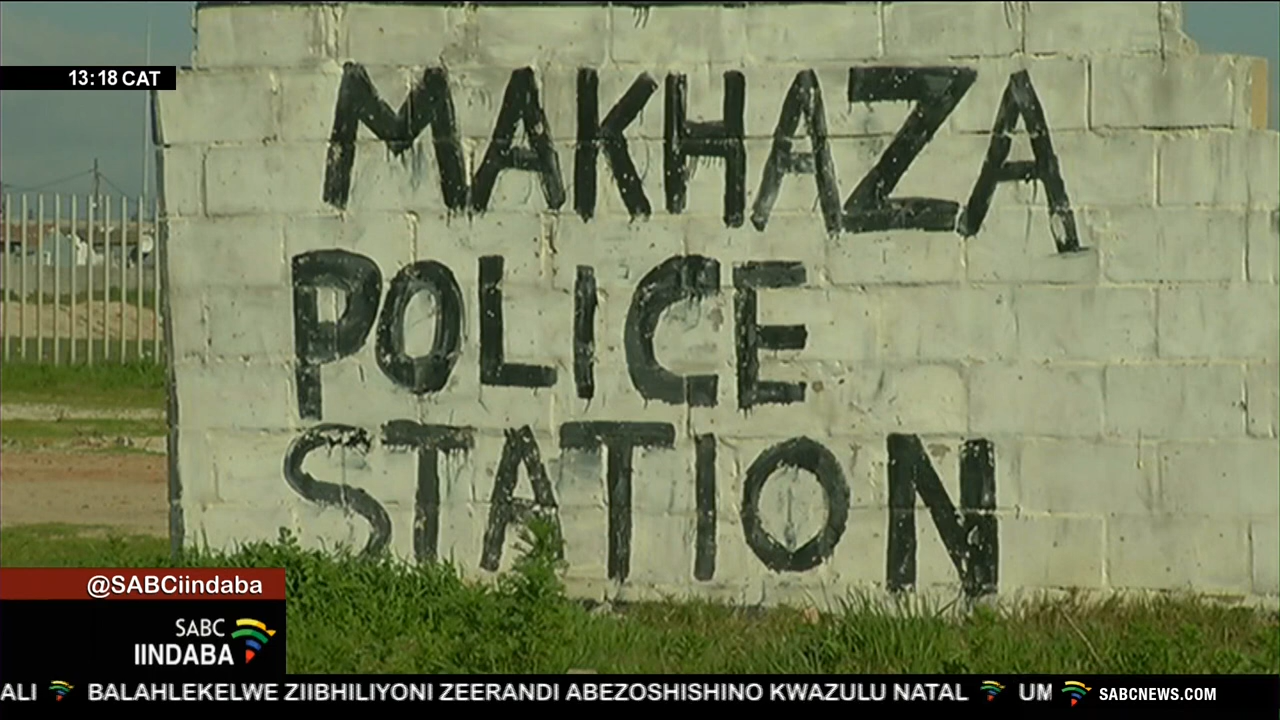 13:18 CAT
MAKHAZA
POLICE
STATION
@SABCiindaba
SABC
IINDABA
ALI BALAHLEKELWE ZIIBHILIYONI ZEERANDI ABEZOSHISHINO KWAZULU NATAL UM SABCNEWS.COM